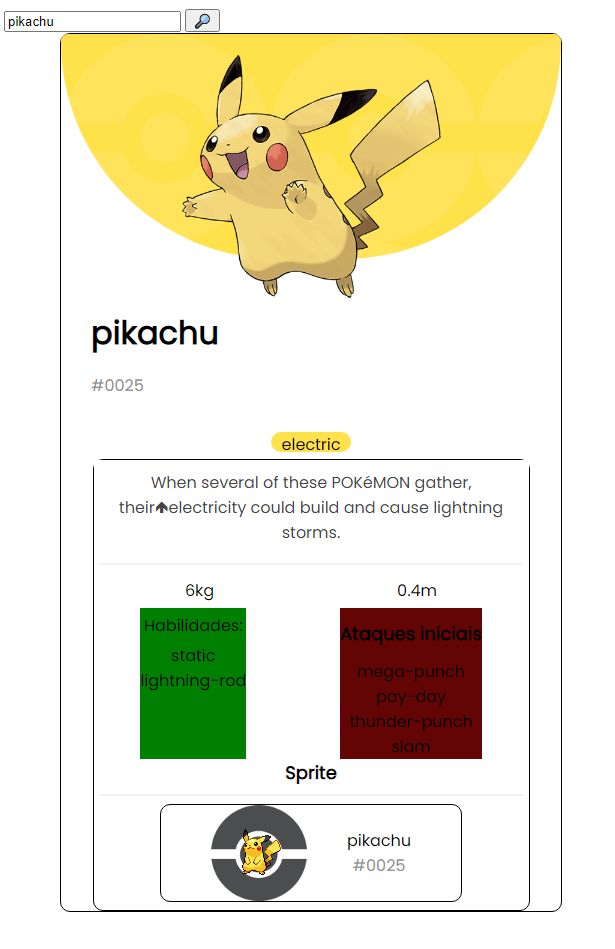 pikachu
pikachu
#0025
electric
When several of these POKéMON gather,
their🡹electricity could build and cause lightning
storms.
6kg
0.4m
Habilidades:
static
lightning-rod
Ataques iniciais
mega-punch
pay-day
thunder-punch
slam
Sprite
pikachu
#0025